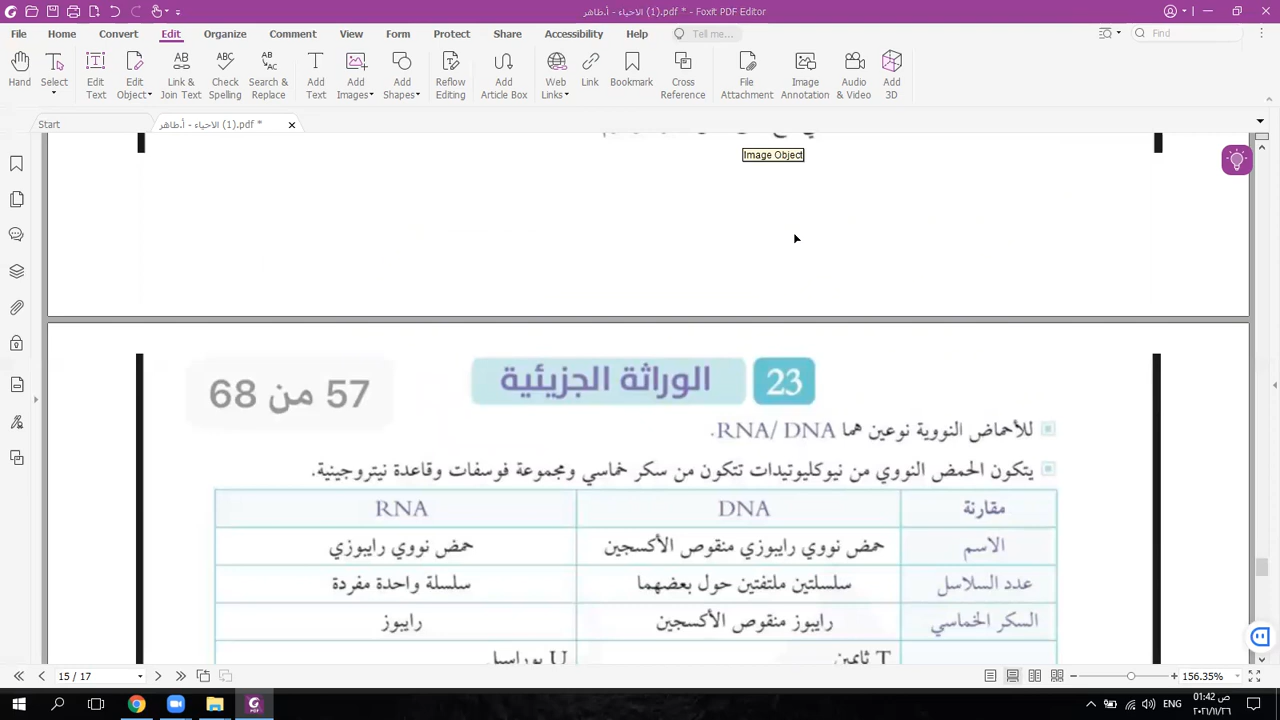 الاحياء - أ.طاهر (1).pdf * - Foxit PDF Editor
File Home Convert Edit Organize Comment View Form Protect Share Accessibility Help Tell me... Find
Hand Select Edit Text Edit Object Link & Join Text Check Spelling Search & Replace Add Text Add Images Add Shapes Reflow Editing Add Article Box Web Links Link Bookmark Cross Reference File Attachment Image Annotation Audio & Video Add 3D
Start الاحياء - أ.طاهر (1).pdf *
Image Object
23 الوراثة الجزيئية
57 من 68
للأحماض النووية نوعين هما RNA/ DNA.
يتكون الحمض النووي من نيوكليوتيدات تتكون من سكر خماسي ومجموعة فوسفات وقاعدة نيتروجينية.
مقارنة DNA RNA
الاسم حمض نووي رايبوزي منقوص الأكسجين حمض نووي رايبوزي
عدد السلاسل سلسلتين ملتفتين حول بعضهما سلسلة واحدة مفردة
السكر الخماسي رايبوز منقوص الأكسجين رايبوز
T ثايمين U يوراسيل
15 / 17 156.35%
ENG 01:42 ص